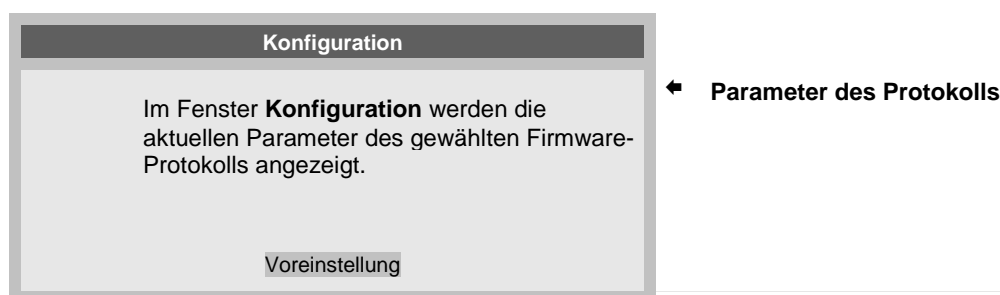 Konfiguration
🠸 Parameter des Protokolls
Im Fenster Konfiguration werden die
aktuellen Parameter des gewählten Firmware-
Protokolls angezeigt.
Voreinstellung